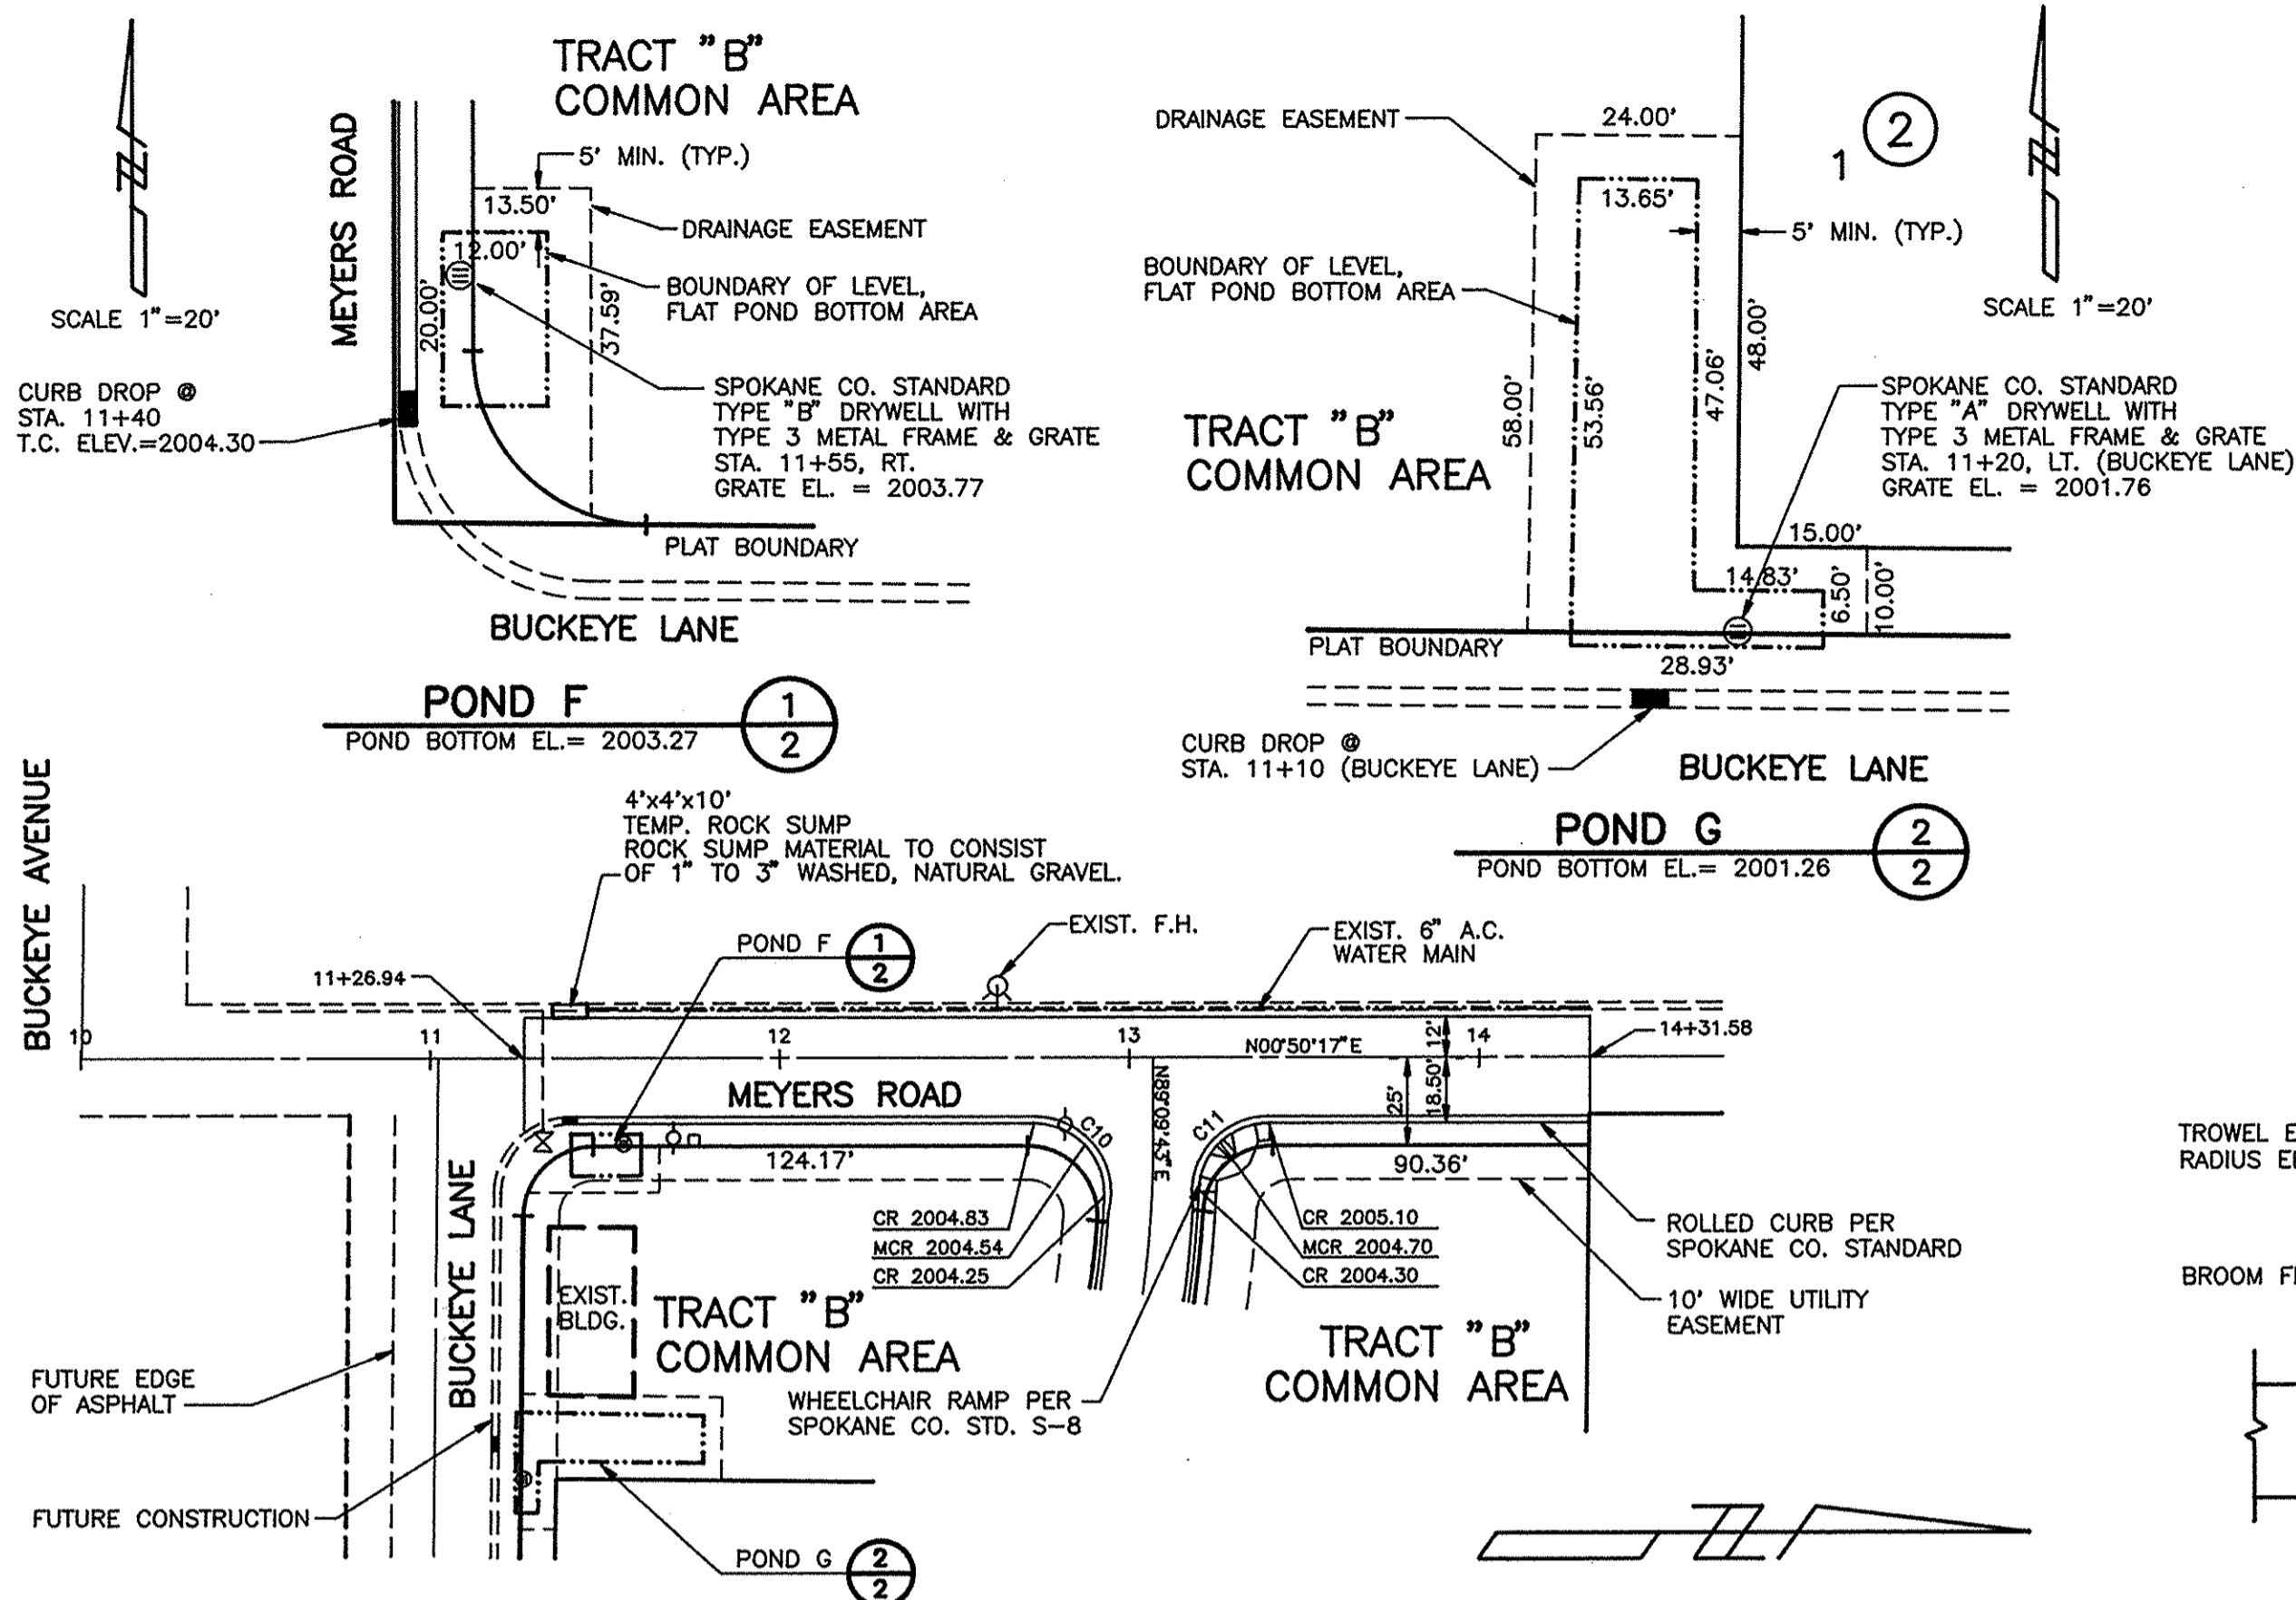 TRACT "B"
COMMON AREA
MEYERS ROAD
5' MIN. (TYP.)
13.50'
DRAINAGE EASEMENT
12.00'
BOUNDARY OF LEVEL,
FLAT POND BOTTOM AREA
20.00'
37.59'
SCALE 1"=20'
CURB DROP @
STA. 11+40
T.C. ELEV.=2004.30
SPOKANE CO. STANDARD
TYPE "B" DRYWELL WITH
TYPE 3 METAL FRAME & GRATE
STA. 11+55, RT.
GRATE EL. = 2003.77
PLAT BOUNDARY
BUCKEYE LANE
POND F
1
2
POND BOTTOM EL.= 2003.27
DRAINAGE EASEMENT
24.00'
1
2
13.65'
5' MIN. (TYP.)
BOUNDARY OF LEVEL,
FLAT POND BOTTOM AREA
SCALE 1"=20'
48.00'
47.06'
53.56'
58.00'
TRACT "B"
COMMON AREA
SPOKANE CO. STANDARD
TYPE "A" DRYWELL WITH
TYPE 3 METAL FRAME & GRATE
STA. 11+20, LT. (BUCKEYE LANE)
GRATE EL. = 2001.76
15.00'
14.83'
6.50'
10.00'
PLAT BOUNDARY
28.93'
CURB DROP @
STA. 11+10 (BUCKEYE LANE)
BUCKEYE LANE
POND G
2
2
POND BOTTOM EL.= 2001.26
BUCKEYE AVENUE
4'x4'x10'
TEMP. ROCK SUMP
ROCK SUMP MATERIAL TO CONSIST
OF 1" TO 3" WASHED, NATURAL GRAVEL.
POND F
1
2
EXIST. F.H.
EXIST. 6" A.C.
WATER MAIN
11+26.94
10
11
12
13
14
N00°50'17"E
12'
14+31.58
MEYERS ROAD
N89°09'43"E
25'
18.50'
C10
C11
124.17'
90.36'
BUCKEYE LANE
CR 2004.83
MCR 2004.54
CR 2004.25
CR 2005.10
MCR 2004.70
CR 2004.30
ROLLED CURB PER
SPOKANE CO. STANDARD
10' WIDE UTILITY
EASEMENT
EXIST.
BLDG.
TRACT "B"
COMMON AREA
TRACT "B"
COMMON AREA
WHEELCHAIR RAMP PER
SPOKANE CO. STD. S-8
FUTURE EDGE
OF ASPHALT
FUTURE CONSTRUCTION
POND G
2
2
TROWEL E
RADIUS
BROOM